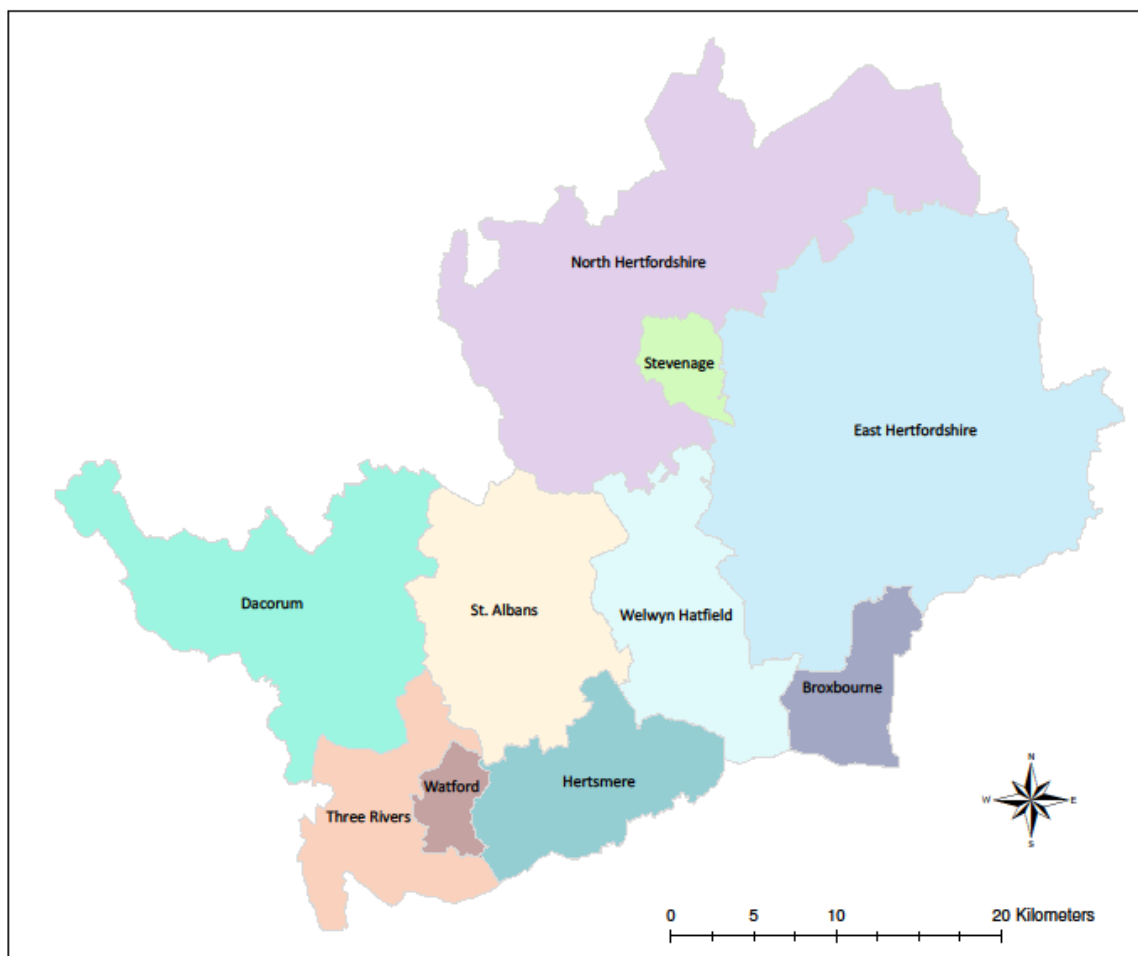 North Hertfordshire
Stevenage
East Hertfordshire
Dacorum
St. Albans
Welwyn Hatfield
Broxbourne
Watford
Hertsmere
Three Rivers
N
W E
S
0 5 10 20 Kilometers